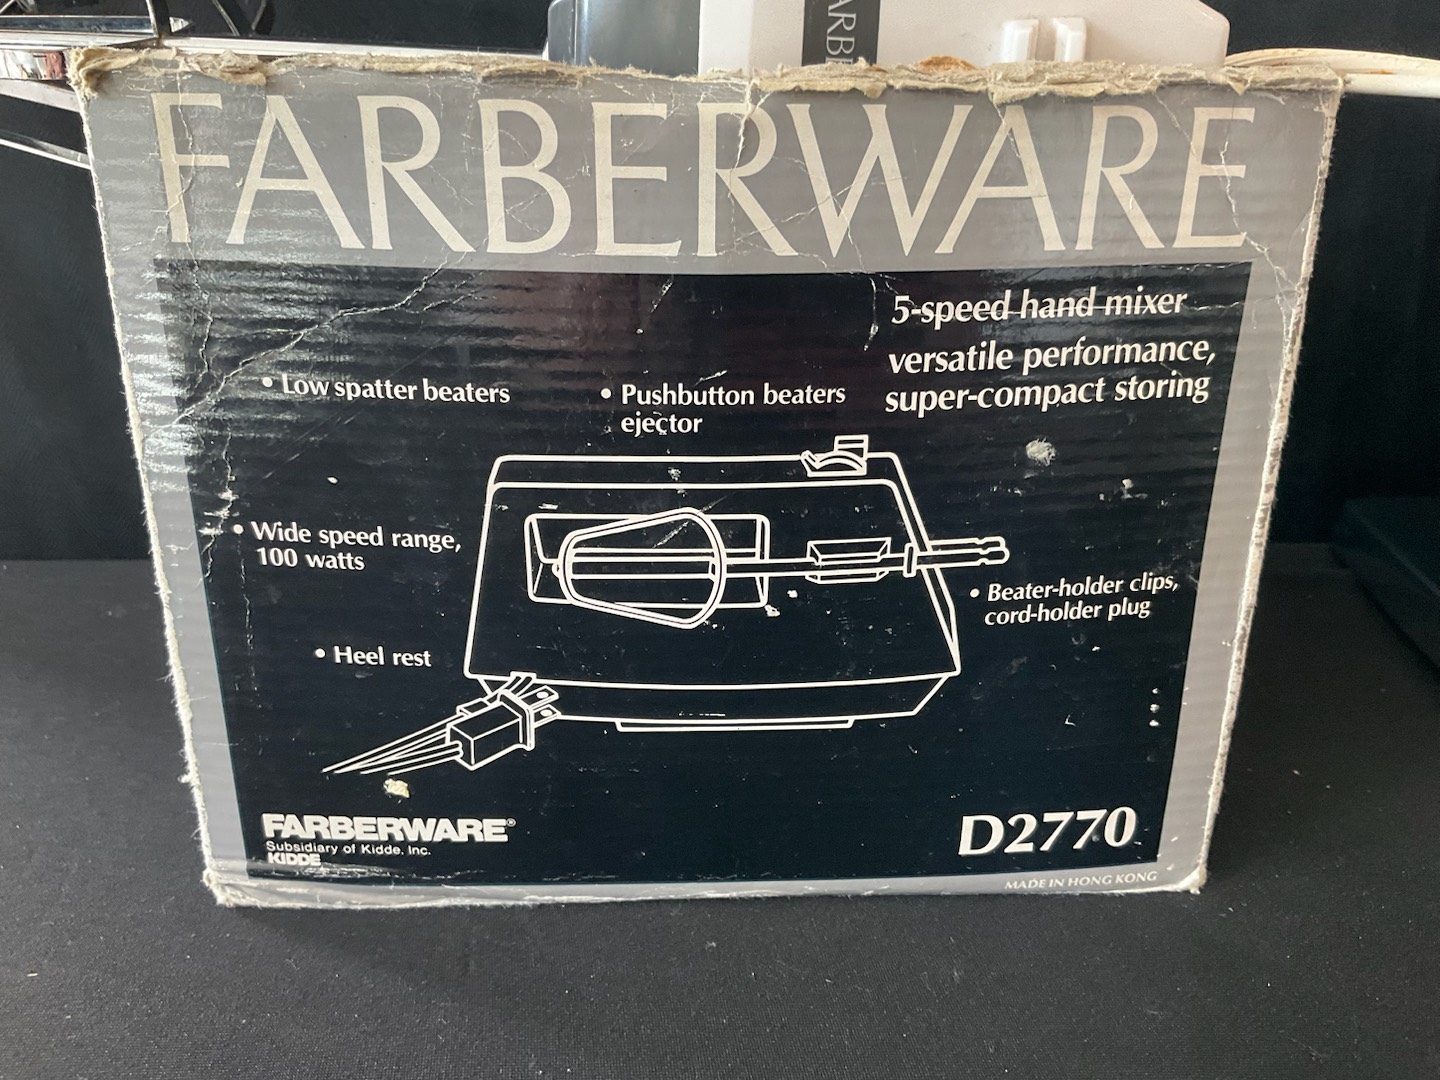 ARBE
FARBERWARE
5-speed hand mixer
versatile performance,
super-compact storing
• Low spatter beaters
• Pushbutton beaters
ejector
• Wide speed range,
100 watts
• Beater-holder clips,
cord-holder plug
• Heel rest
FARBERWARE®
Subsidiary of Kidde, Inc.
KIDDE
D2770
MADE IN HONG KONG